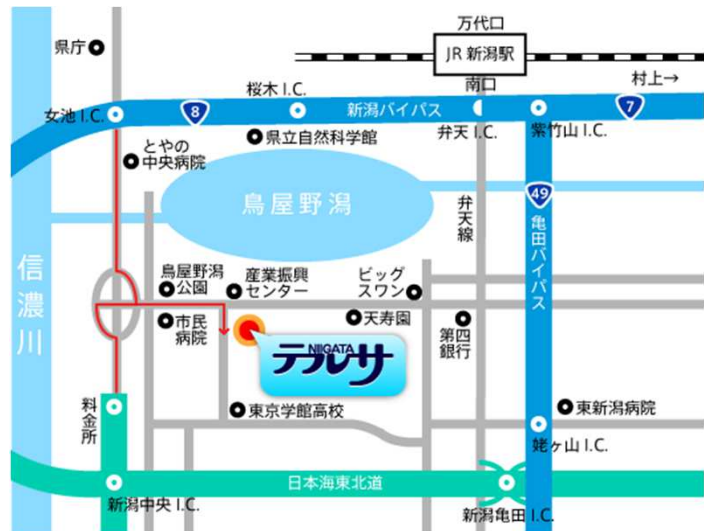 万代口
県庁
JR 新潟駅
南口
村上→
桜木 I.C.
女池 I.C.
8
新潟バイパス
7
県立自然科学館
弁天 I.C.
紫竹山 I.C.
とやの
中央病院
鳥屋野潟
弁天線
49
亀田バイパス
信濃川
鳥屋野潟
公園
産業振興
センター
ビッグ
スワン
市民
病院
天寿園
第四
銀行
NIIGATA
テルサ
料金所
東京学館高校
東新潟病院
姥ヶ山 I.C.
日本海東北道
新潟中央 I.C.
新潟亀田 I.C.